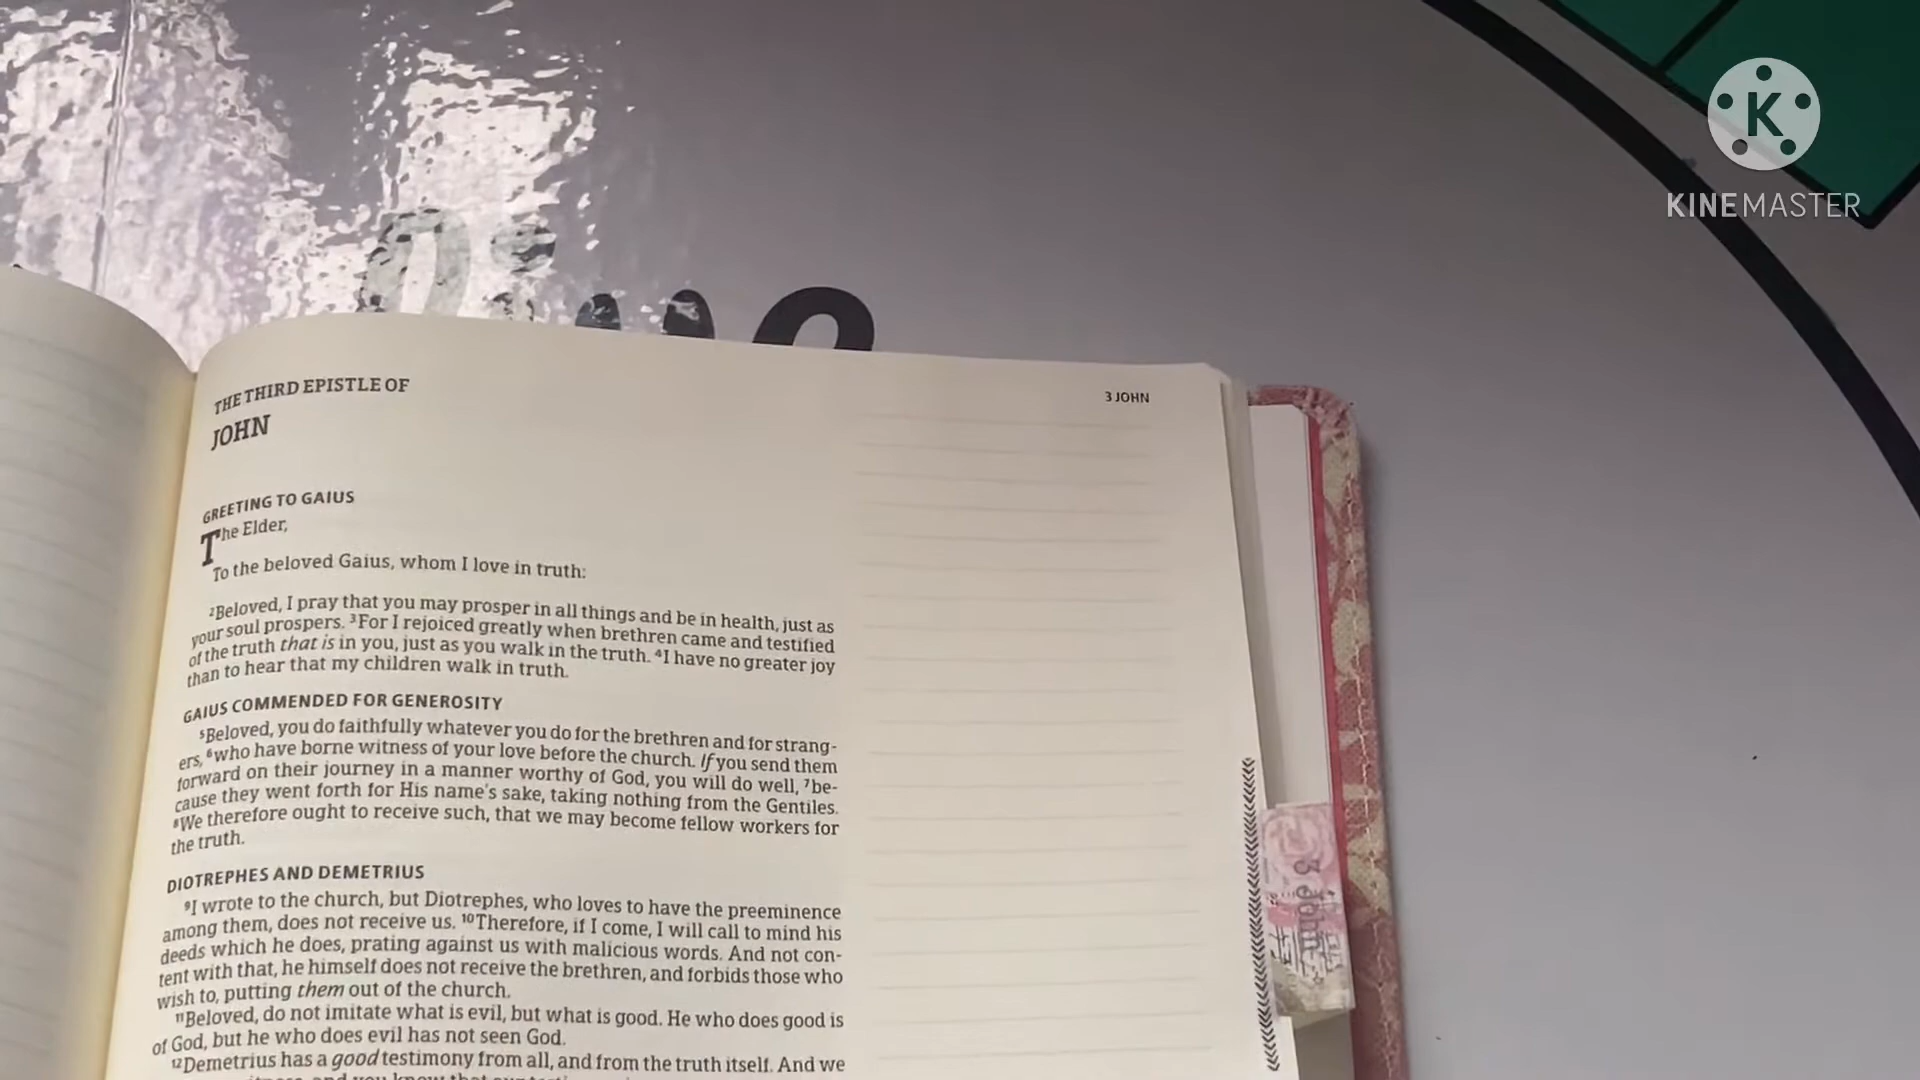 KINEMASTER
THE THIRD EPISTLE OF
JOHN
3 JOHN
GREETING TO GAIUS
The Elder,
To the beloved Gaius, whom I love in truth:
2Beloved, I pray that you may prosper in all things and be in health, just as
your soul prospers. 3For I rejoiced greatly when brethren came and testified
of the truth that is in you, just as you walk in the truth. 4I have no greater joy
than to hear that my children walk in truth.
GAIUS COMMENDED FOR GENEROSITY
5Beloved, you do faithfully whatever you do for the brethren and for strang-
ers, 6who have borne witness of your love before the church. If you send them
forward on their journey in a manner worthy of God, you will do well, 7be-
cause they went forth for His name's sake, taking nothing from the Gentiles.
8We therefore ought to receive such, that we may become fellow workers for
the truth.
DIOTREPHES AND DEMETRIUS
9I wrote to the church, but Diotrephes, who loves to have the preeminence
among them, does not receive us. 10Therefore, if I come, I will call to mind his
deeds which he does, prating against us with malicious words. And not con-
tent with that, he himself does not receive the brethren, and forbids those who
wish to, putting them out of the church.
11Beloved, do not imitate what is evil, but what is good. He who does good is
of God, but he who does evil has not seen God.
12Demetrius has a good testimony from all, and from the truth itself. And we
3 John
K